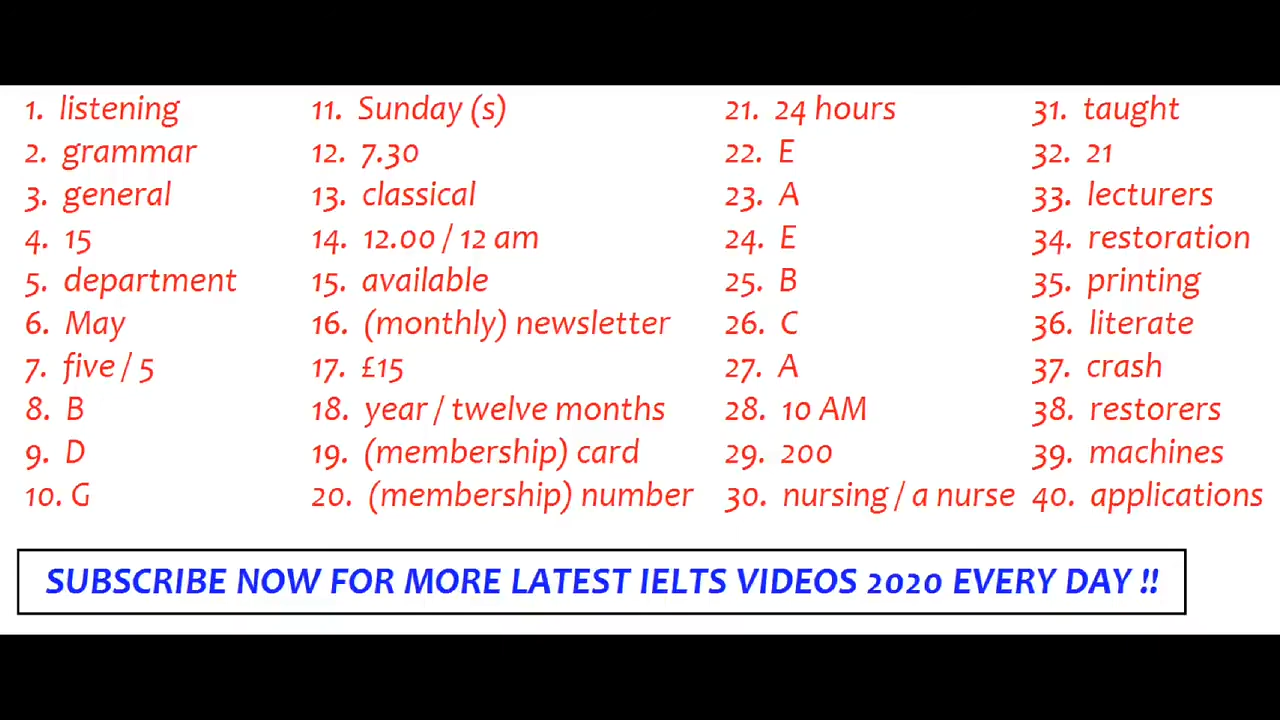 1. listening
2. grammar
3. general
4. 15
5. department
6. May
7. five / 5
8. B
9. D
10. G
11. Sunday (s)
12. 7.30
13. classical
14. 12.00 / 12 am
15. available
16. (monthly) newsletter
17. £15
18. year / twelve months
19. (membership) card
20. (membership) number
21. 24 hours
22. E
23. A
24. E
25. B
26. C
27. A
28. 10 AM
29. 200
30. nursing / a nurse
31. taught
32. 21
33. lecturers
34. restoration
35. printing
36. literate
37. crash
38. restorers
39. machines
40. applications
SUBSCRIBE NOW FOR MORE LATEST IELTS VIDEOS 2020 EVERY DAY !!